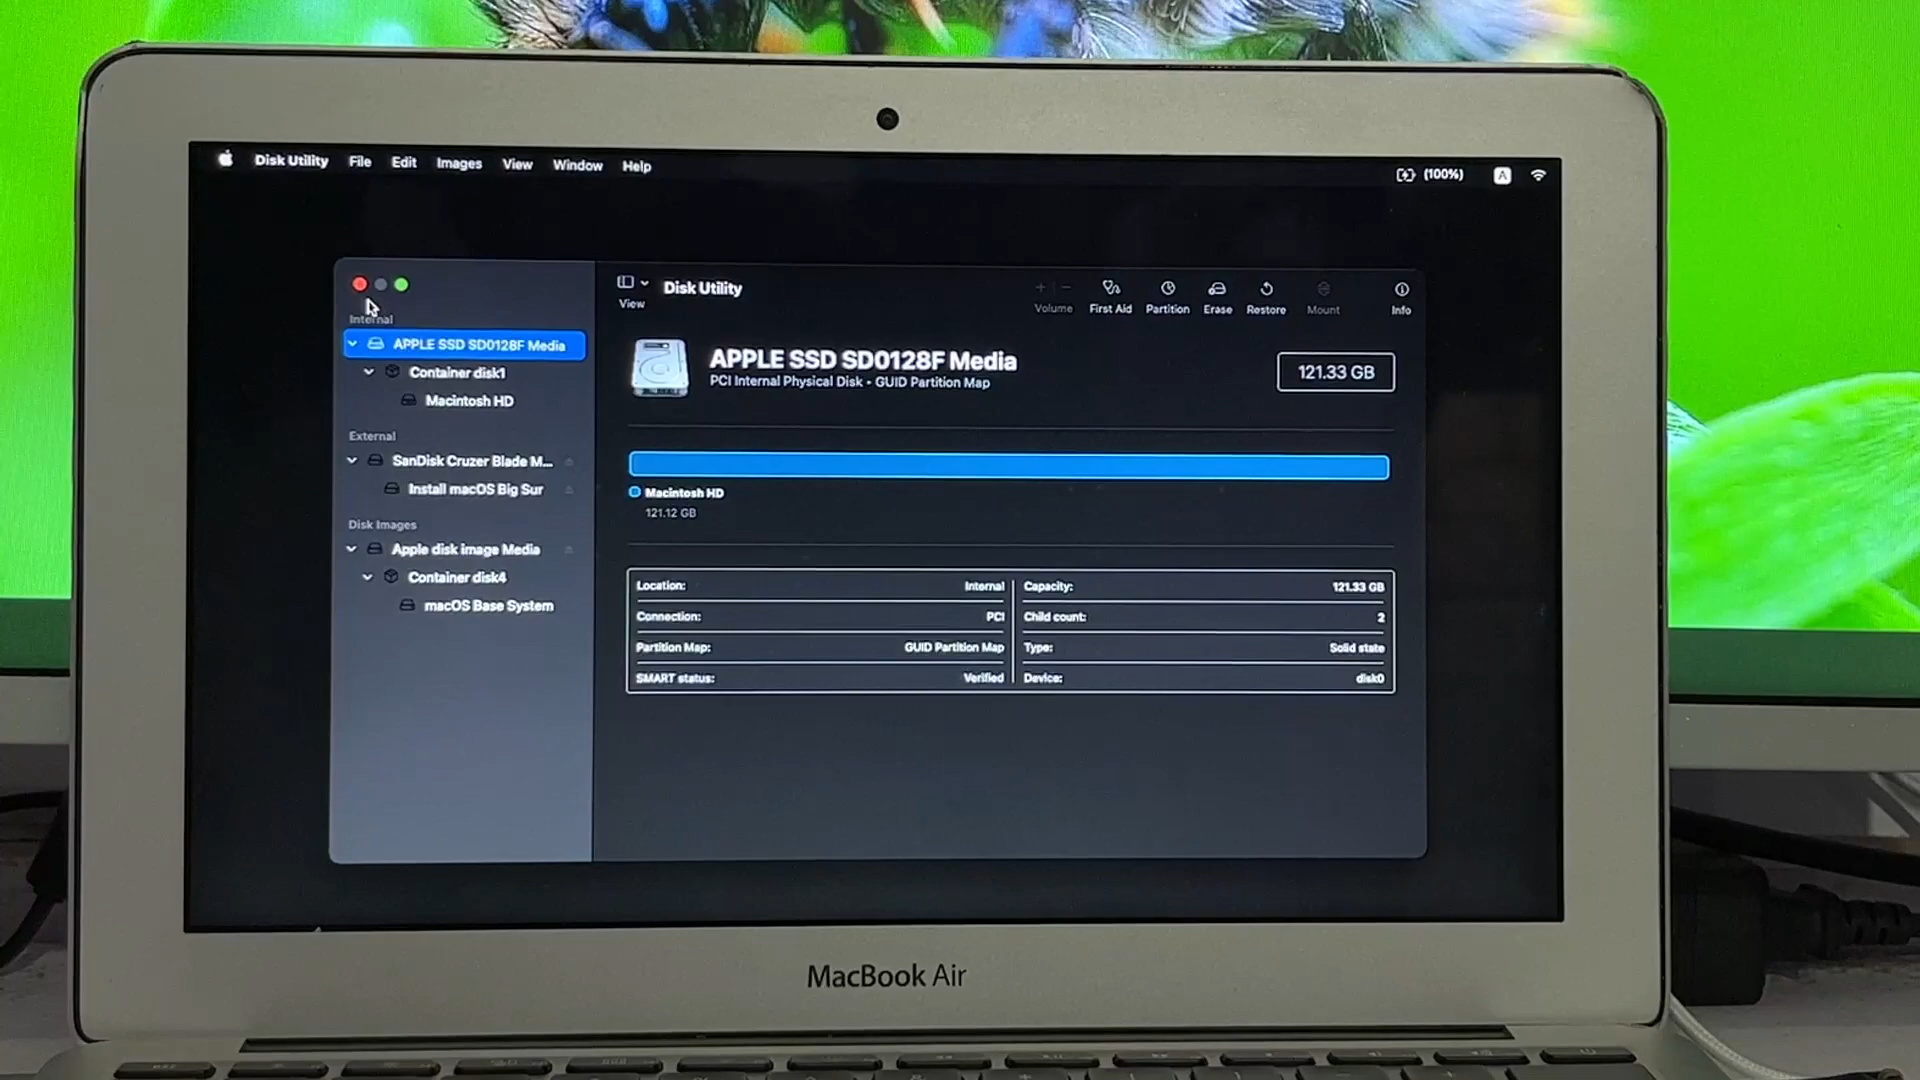 Disk Utility File Edit Images View Window Help
(100%) A
Disk Utility
View
Volume First Aid Partition Erase Restore Mount Info
Internal
APPLE SSD SD0128F Media
Container disk1
Macintosh HD
External
SanDisk Cruzer Blade M...
Install macOS Big Sur
Disk Images
Apple disk image Media
Container disk4
macOS Base System
APPLE SSD SD0128F Media
PCI Internal Physical Disk • GUID Partition Map
121.33 GB
Macintosh HD
121.12 GB
Location: Internal
Connection: PCI
Partition Map: GUID Partition Map
SMART status: Verified
Capacity: 121.33 GB
Child count: 2
Type: Solid state
Device: disk0
MacBook Air